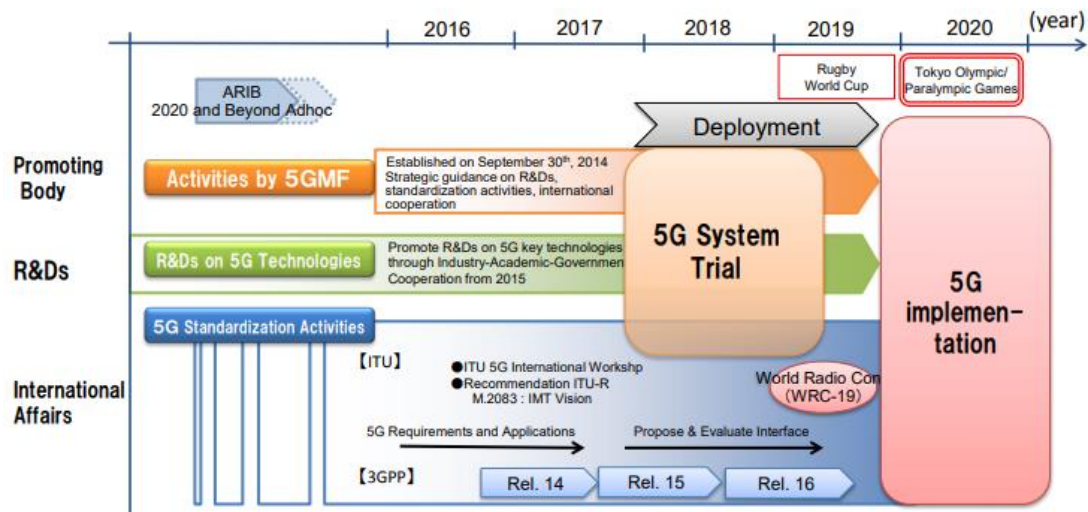 (year)
2016
2017
2018
2019
2020
Rugby
World Cup
Tokyo Olympic/
Paralympic Games
ARIB
2020 and Beyond Adhoc
Deployment
Promoting
Body
Activities by 5GMF
Established on September 30th, 2014
Strategic guidance on R&Ds,
standardization activities, international
cooperation
5G System
Trial
R&Ds
R&Ds on 5G Technologies
Promote R&Ds on 5G key technologies
through Industry-Academic-Governmen
Cooperation from 2015
5G
implemen-
tation
5G Standardization Activities
International
Affairs
【ITU】
●ITU 5G International Workshp
●Recommendation ITU-R
M.2083 : IMT Vision
World Radio Con
(WRC-19)
5G Requirements and Applications
Propose & Evaluate Interface
【3GPP】
Rel. 14
Rel. 15
Rel. 16